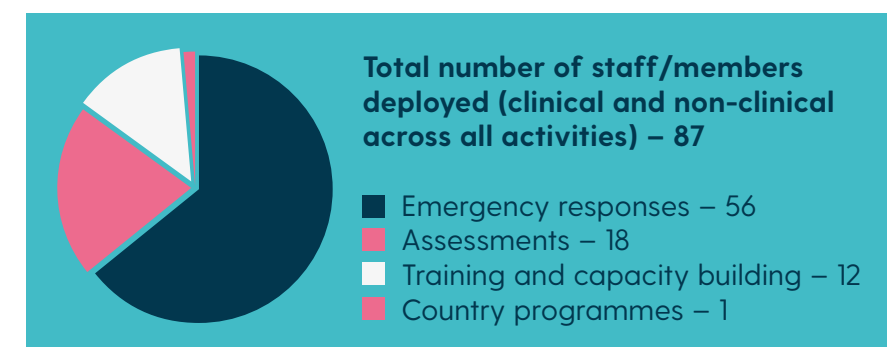 Total number of staff/members
deployed (clinical and non-clinical
across all activities) – 87
Emergency responses – 56
Assessments – 18
Training and capacity building – 12
Country programmes – 1